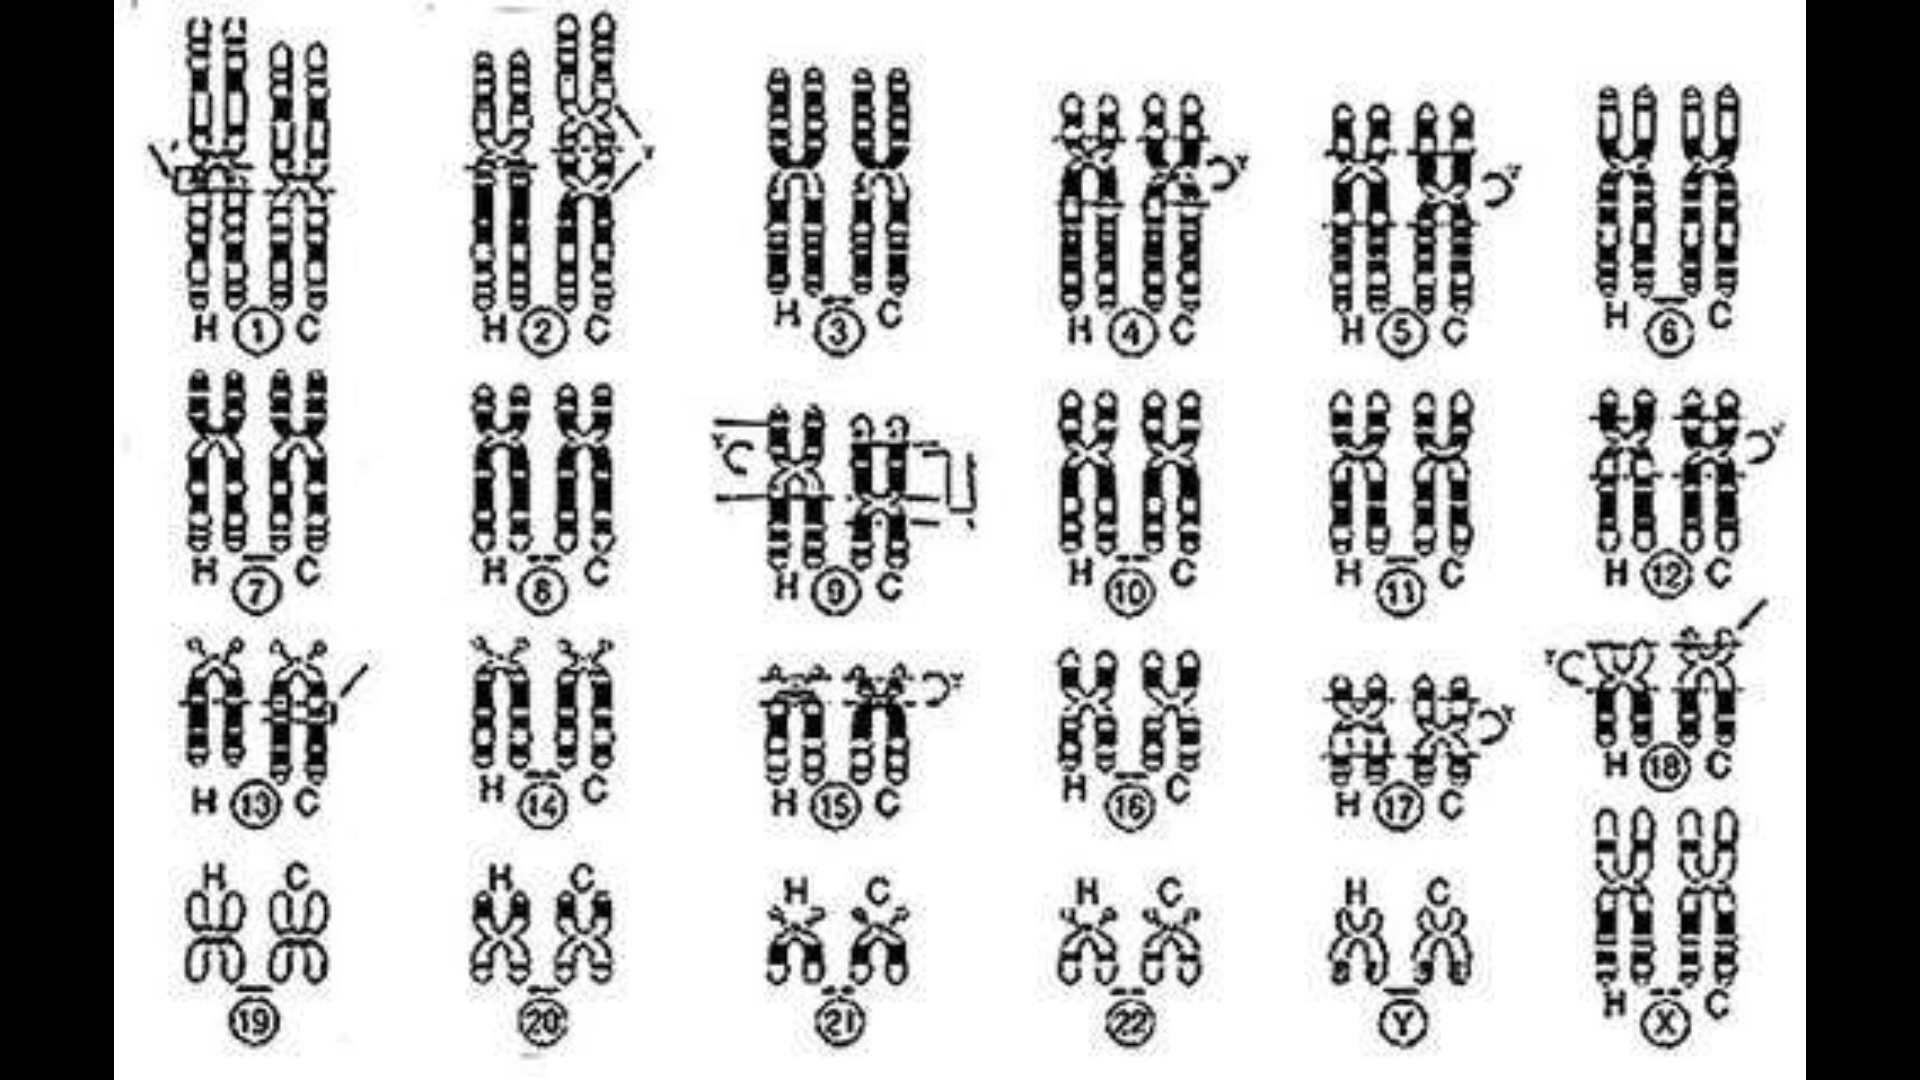 H 1 C H 2 C H 3 C H 4 C H 5 C H 6 C
H 7 C H 8 C H 9 C H 10 C H 11 C H 12 C
H 13 C H 14 C H 15 C H 16 C H 17 C H 18 C
H C H C H C H C H C
H C
19 20 21 22 Y X